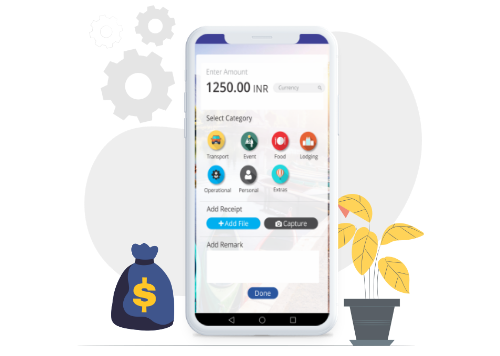 Enter Amount
1250.00 INR
Currency
Select Category
Transport
Event
Food
Lodging
Operational
Personal
Extras
Add Receipt
+Add File
Capture
Add Remark
Done
$